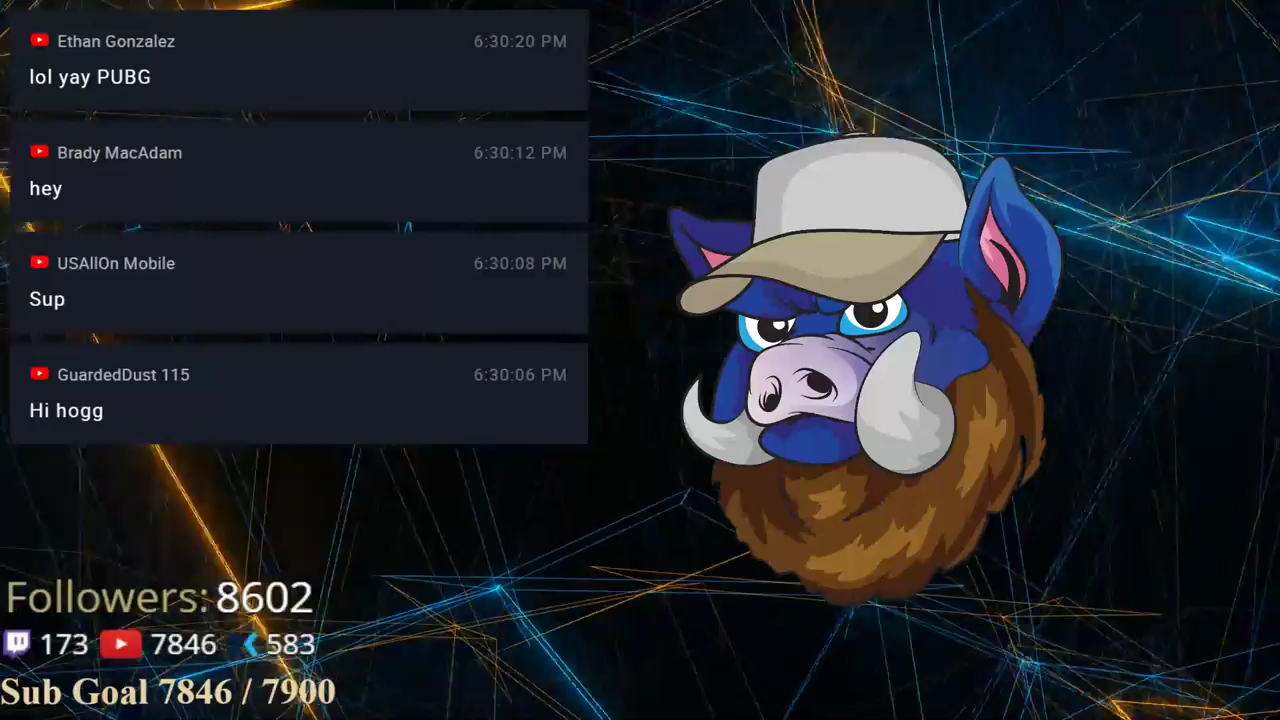 Ethan Gonzalez 6:30:20 PM
lol yay PUBG
Brady MacAdam 6:30:12 PM
hey
USAllOn Mobile 6:30:08 PM
Sup
GuardedDust 115 6:30:06 PM
Hi hogg
Followers: 8602
173 7846 583
Sub Goal 7846 / 7900